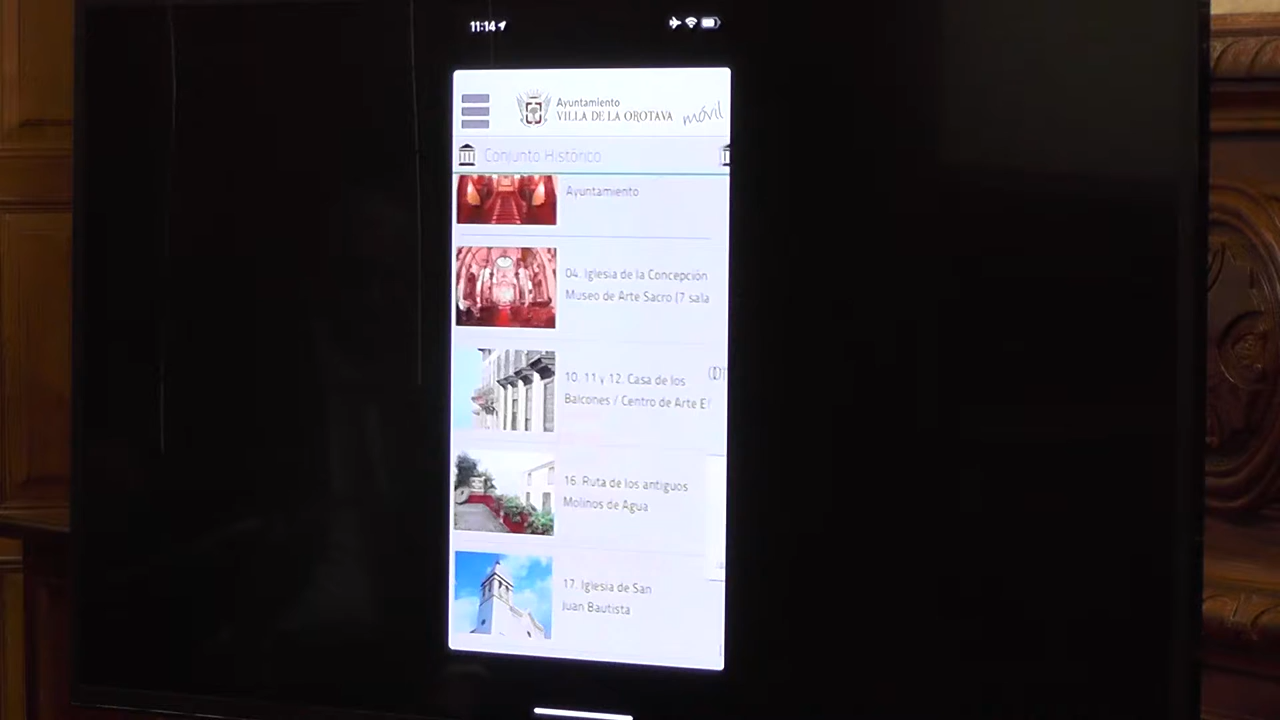 11:14
Ayuntamiento
VILLA DE LA OROTAVA móvil
Conjunto Histórico
Ayuntamiento
04. Iglesia de la Concepción
Museo de Arte Sacro (7 sala
10. 11 y 12. Casa de los
Balcones / Centro de Arte E
16. Ruta de los antiguos
Molinos de Agua
17. Iglesia de San
Juan Bautista